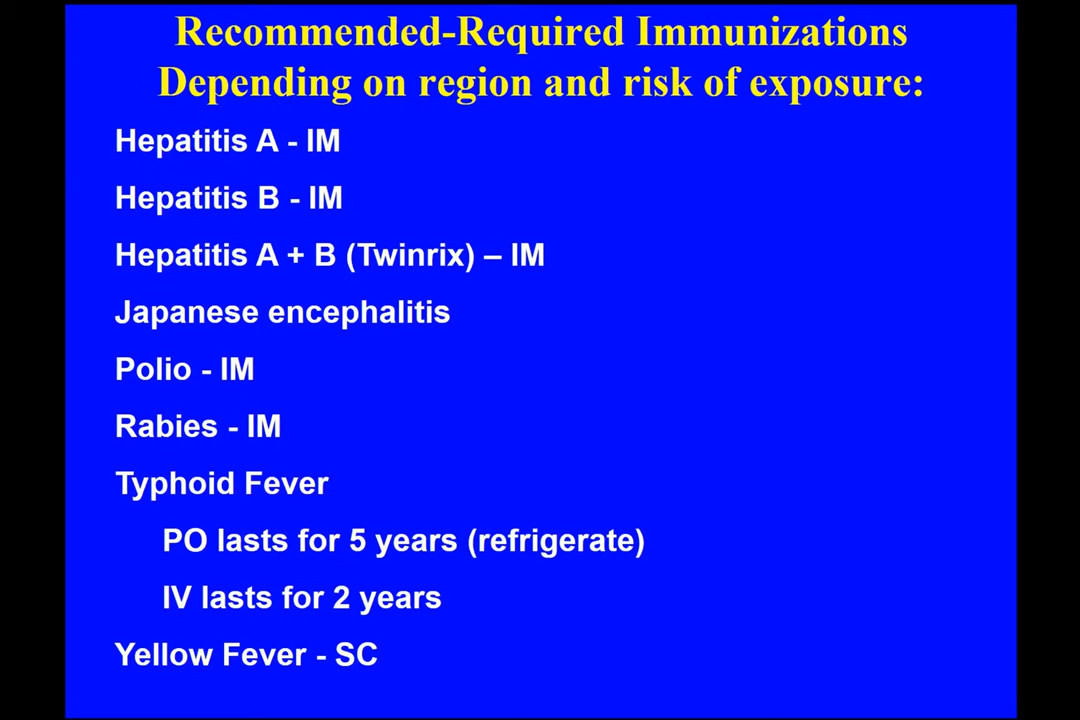 Recommended-Required Immunizations
Depending on region and risk of exposure:
Hepatitis A - IM
Hepatitis B - IM
Hepatitis A + B (Twinrix) – IM
Japanese encephalitis
Polio - IM
Rabies - IM
Typhoid Fever
PO lasts for 5 years (refrigerate)
IV lasts for 2 years
Yellow Fever - SC